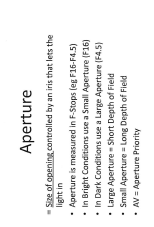 Aperture
= Size of opening controlled by an iris that lets the
light in
• Aperture is measured in F-Stops (eg F16-F4.5)
• In Bright Conditions use a Small Aperture (F16)
• In Dark Conditions use a Large Aperture (F4.5)
• Large Aperture = Short Depth of Field
• Small Aperture = Long Depth of Field
• AV = Aperture Priority